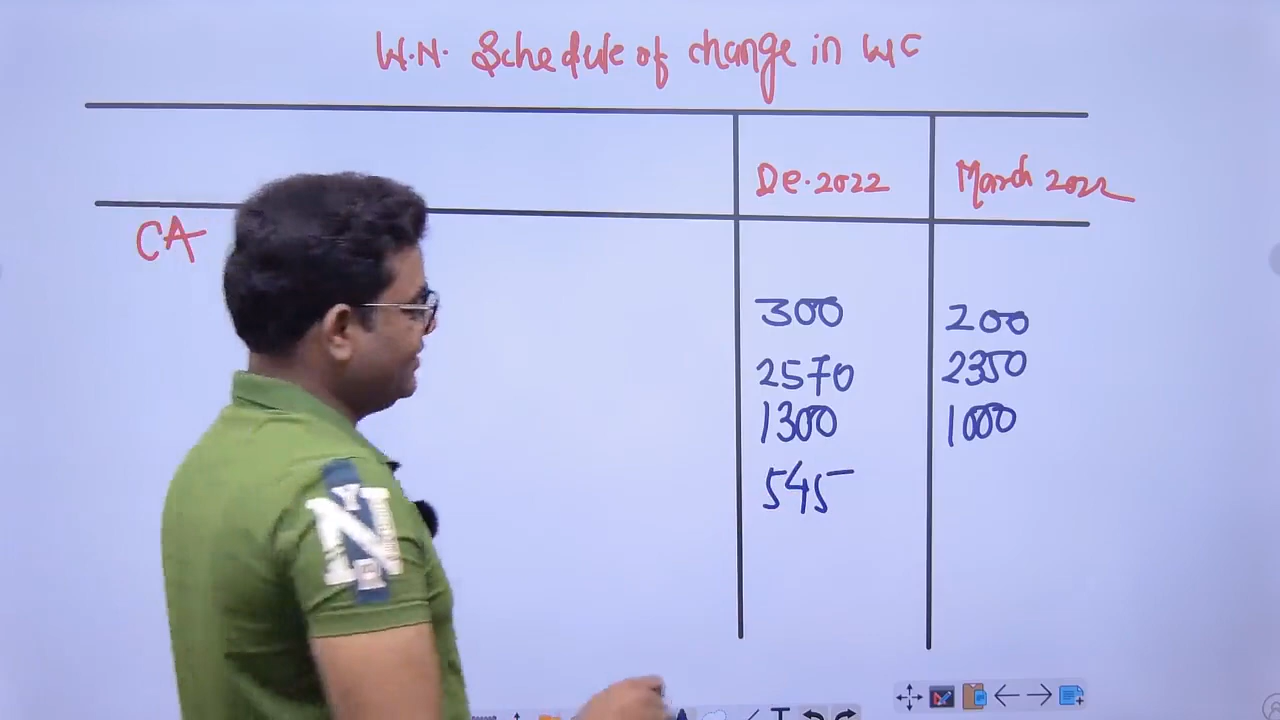 W.N. Schedule of change in WC
De.2022 March 2022
CA
300 200
2570 2350
1300 1000
545
N